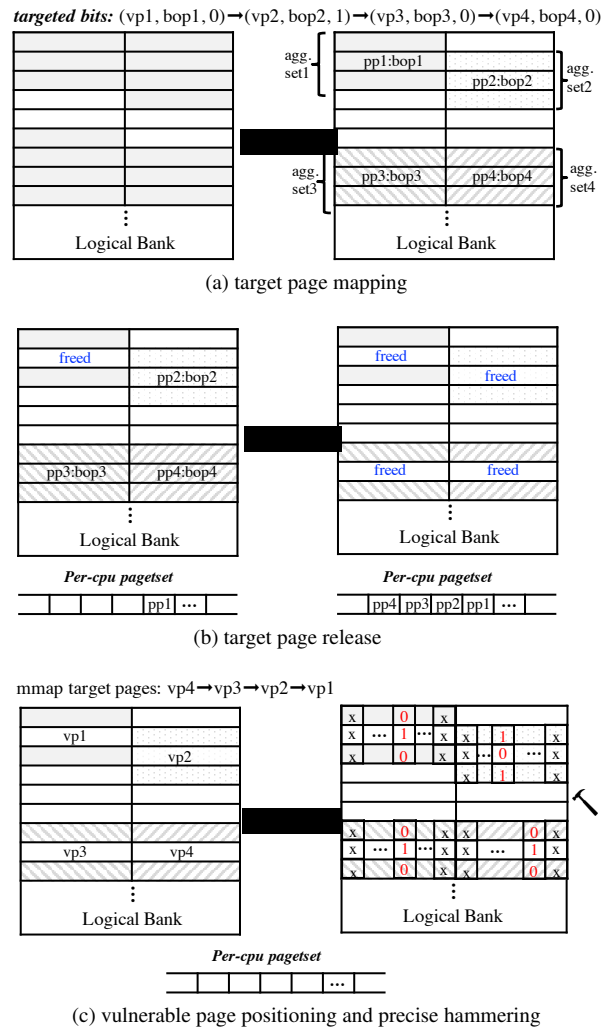 targeted bits: (vp1, bop1, 0)→(vp2, bop2, 1)→(vp3, bop3, 0)→(vp4, bop4, 0)
agg. set1
pp1:bop1
pp2:bop2
agg. set2
agg. set3
pp3:bop3
pp4:bop4
agg. set4
⋮
Logical Bank
⋮
Logical Bank
(a) target page mapping
freed
pp2:bop2
pp3:bop3
pp4:bop4
⋮
Logical Bank
freed
freed
freed
freed
⋮
Logical Bank
Per-cpu pagetset
pp1 ...
Per-cpu pagetset
pp4 pp3 pp2 pp1 ...
(b) target page release
mmap target pages: vp4→vp3→vp2→vp1
vp1
vp2
vp3
vp4
⋮
Logical Bank
x 0 x
x ... 1 ... x x 1 x
x 0 x x ... 0 ... x
x 1 x
x 0 x x 0 x
x ... 1 ... x x ... 1 x
x 0 x x 0 x
⋮
Logical Bank
Per-cpu pagetset
...
(c) vulnerable page positioning and precise hammering